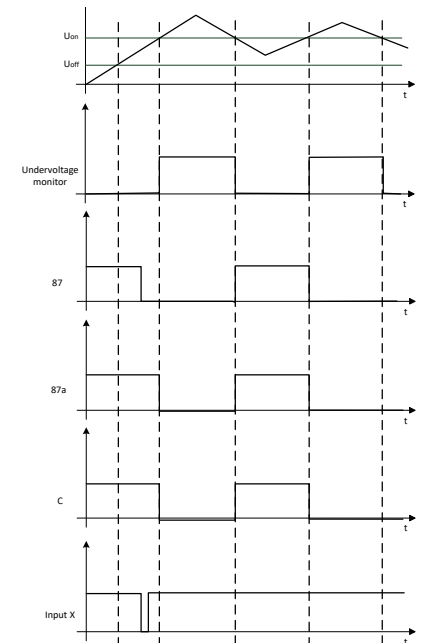 Uon
Uoff
t
Undervoltage
monitor
t
87
t
87a
t
C
t
Input X
t